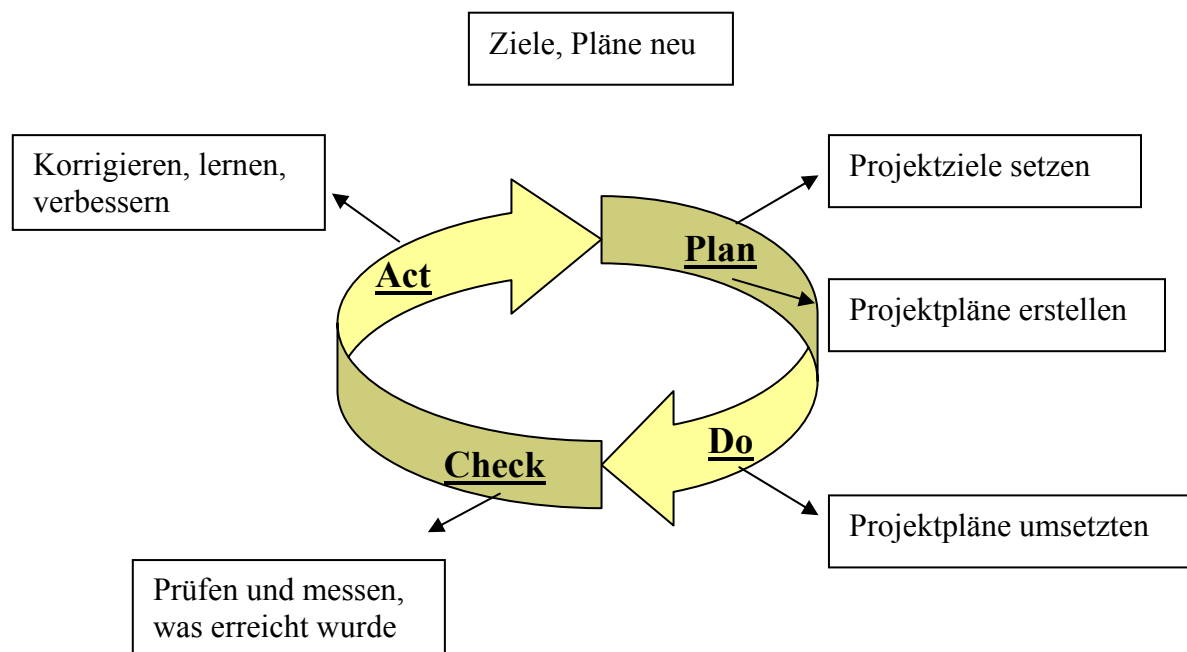 Ziele, Pläne neu
Korrigieren, lernen,
verbessern
Projektziele setzen
Plan
Act
Projektpläne erstellen
Do
Check
Projektpläne umsetzten
Prüfen und messen,
was erreicht wurde